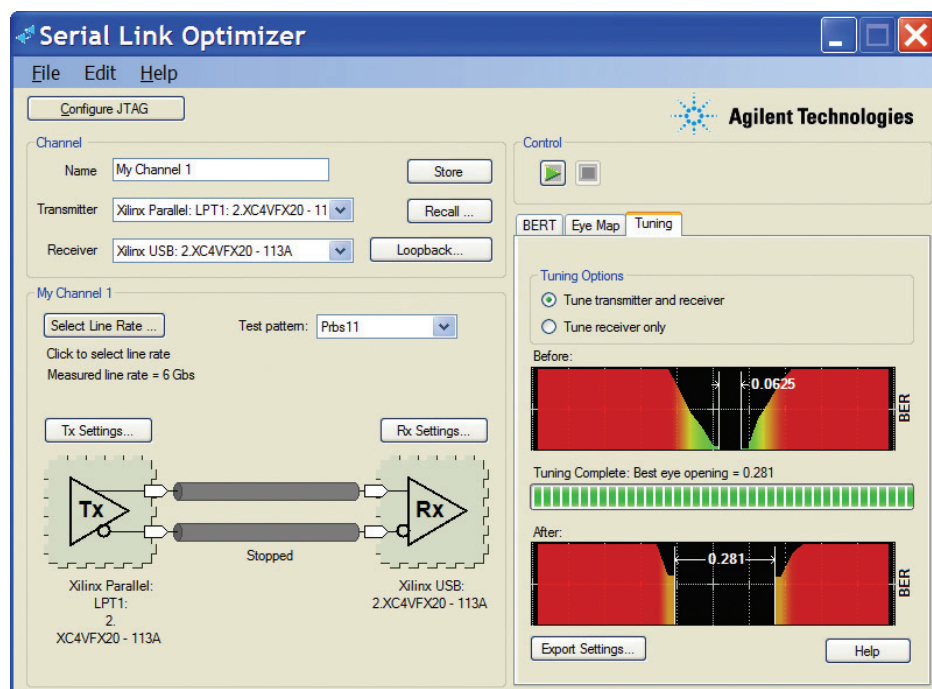 Serial Link Optimizer
File Edit Help
Configure JTAG
Agilent Technologies
Channel
Name My Channel 1 Store
Transmitter Xilinx Parallel: LPT1: 2.XC4VFX20 - 11 Recall ...
Receiver Xilinx USB: 2.XC4VFX20 - 113A Loopback...
My Channel 1
Select Line Rate ... Test pattern: Prbs11
Click to select line rate
Measured line rate = 6 Gbs
Tx Settings... Rx Settings...
Tx Rx
Stopped
Xilinx Parallel:
LPT1:
2.
XC4VFX20 - 113A
Xilinx USB:
2.XC4VFX20 - 113A
Control
BERT Eye Map Tuning
Tuning Options
Tune transmitter and receiver
Tune receiver only
Before:
0.0625
BER
Tuning Complete: Best eye opening = 0.281
After:
0.281
BER
Export Settings... Help